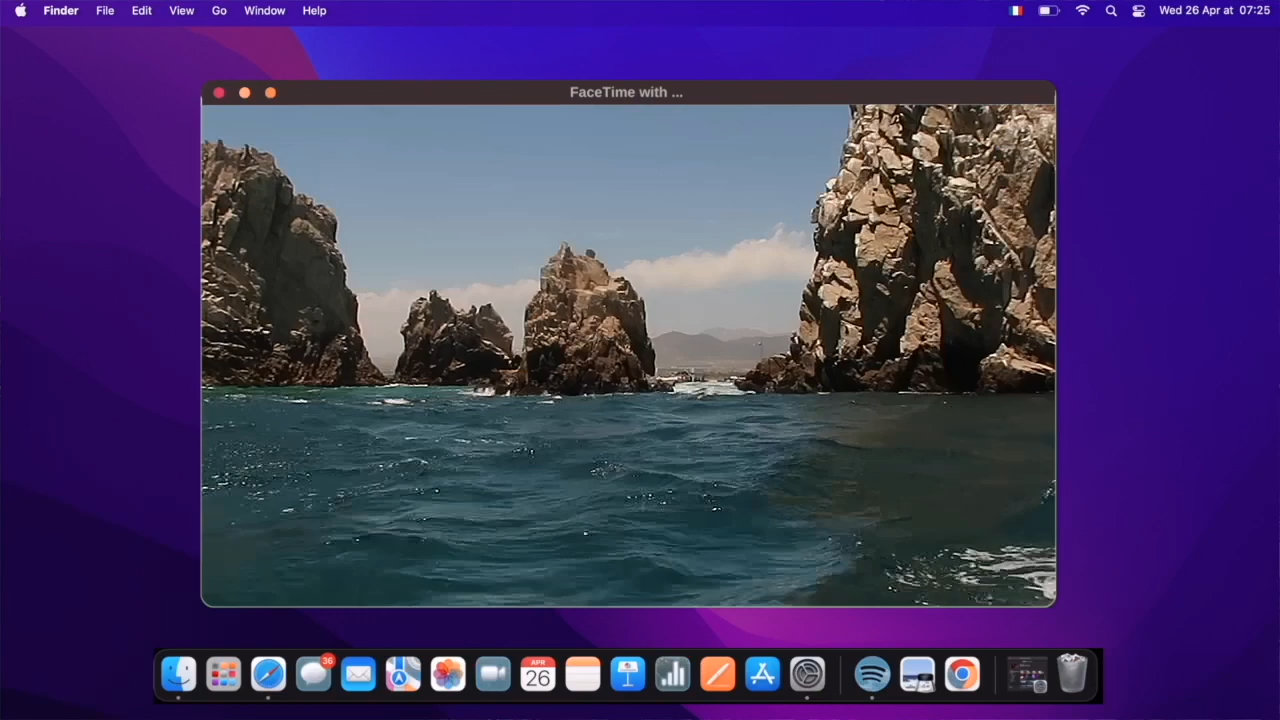 Finder File Edit View Go Window Help Wed 26 Apr at 07:25
FaceTime with ...
36
APR
26